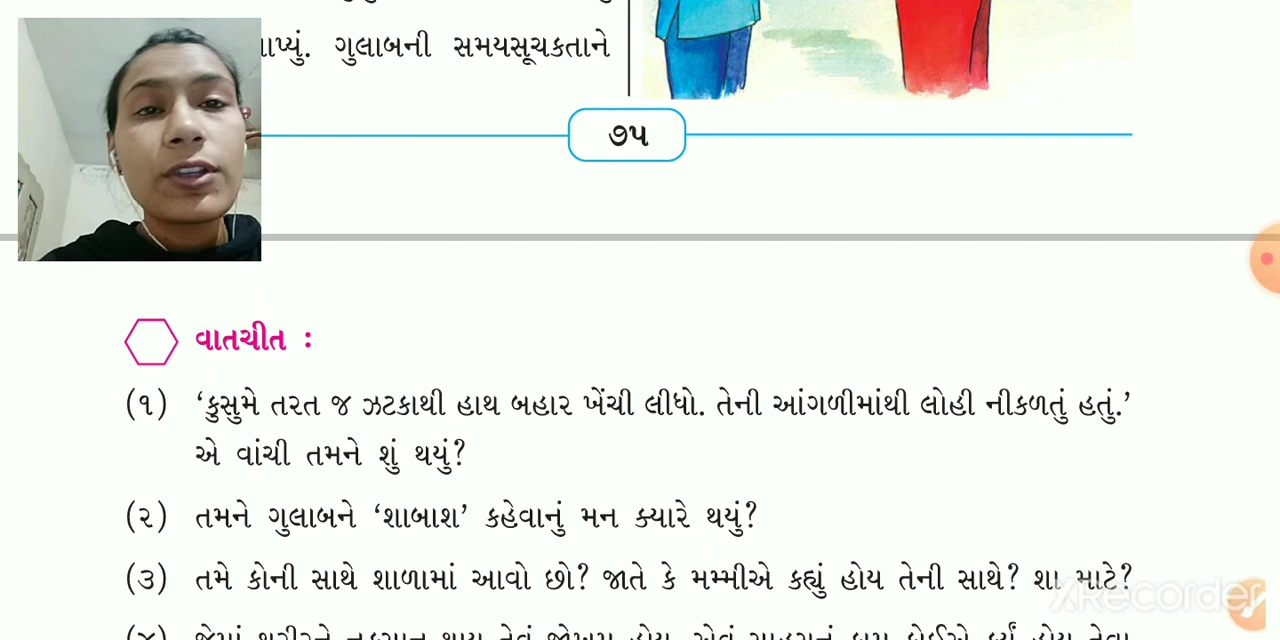 ગુલાબની સમયસૂચકતાને
૭૫
વાતચીત :
(૧) ‘કુસુમે તરત જ ઝટકાથી હાથ બહાર ખેંચી લીધો. તેની આંગળીમાંથી લોહી નીકળતું હતું.’
એ વાંચી તમને શું થયું?
(૨) તમને ગુલાબને ‘શાબાશ’ કહેવાનું મન ક્યારે થયું?
(૩) તમે કોની સાથે શાળામાં આવો છો? જાતે કે મમ્મીએ કહ્યું હોય તેની સાથે? શા માટે?
XRecorder